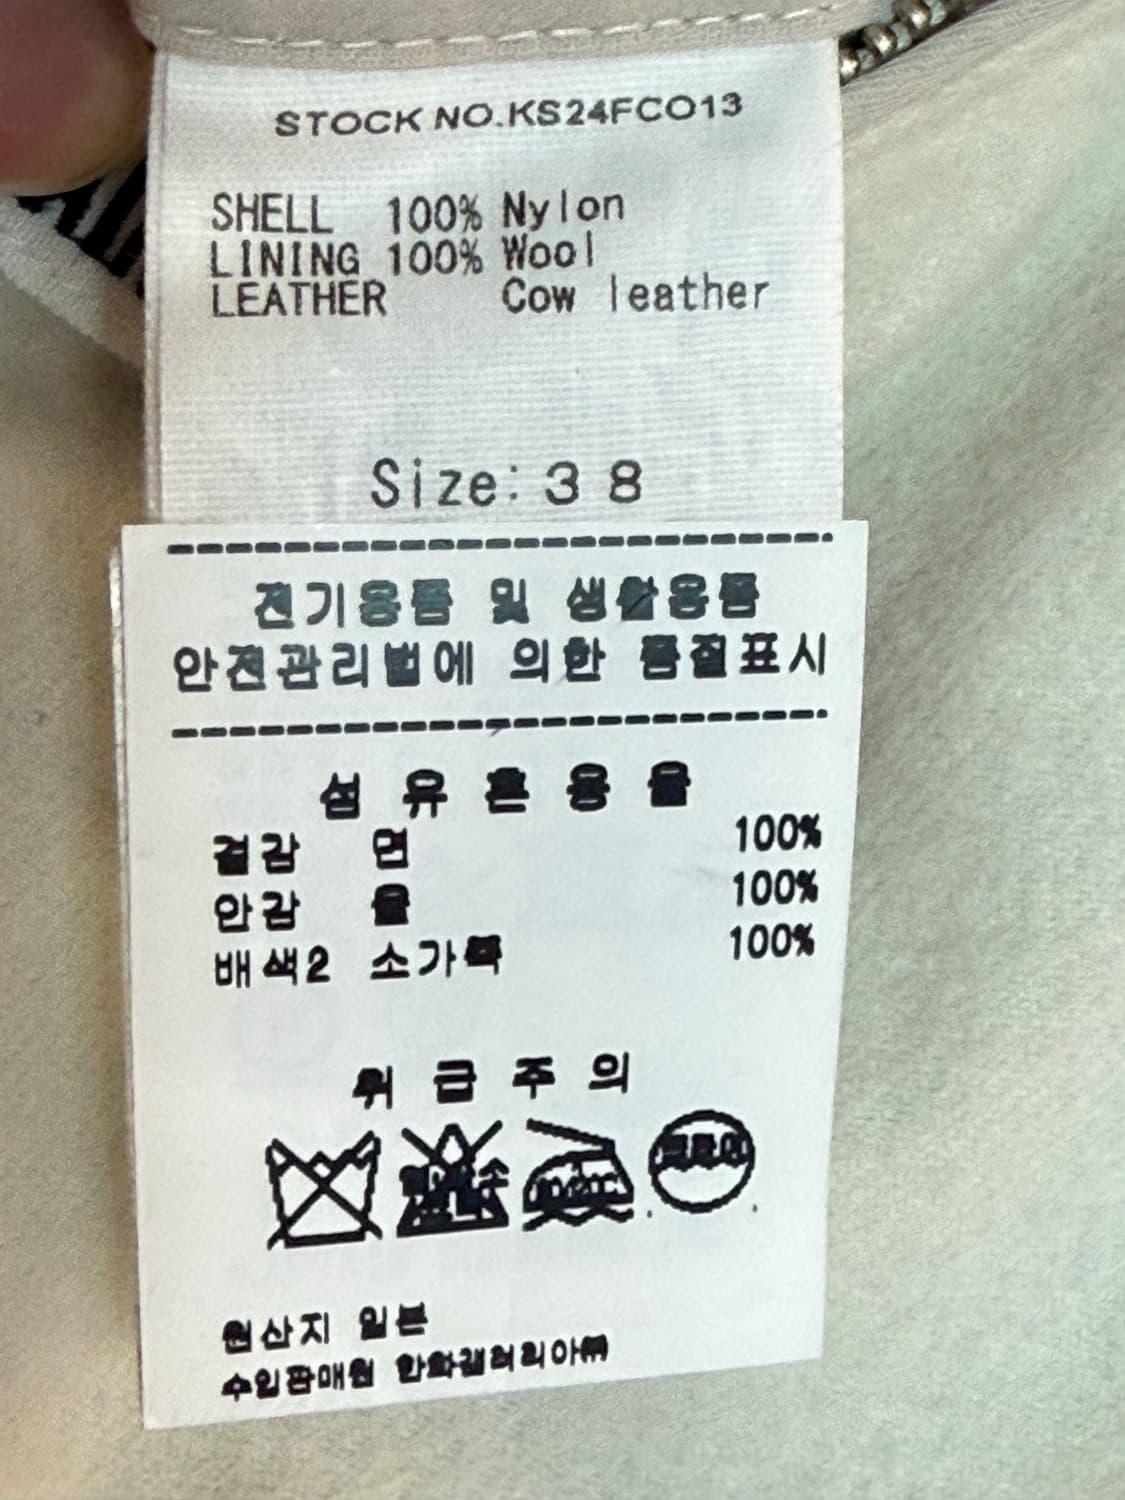 STOCK NO.KS24FCO13
SHELL 100% Nylon
LINING 100% Wool
LEATHER Cow leather
Size:38
전기용품 및 생활용품
안전관리법에 의한 품질표시
섬유혼용율
겉감 면 100%
안감 울 100%
배색2 소가죽 100%
취급주의
원산지 일본
수입판매원 한화갤러리아㈜